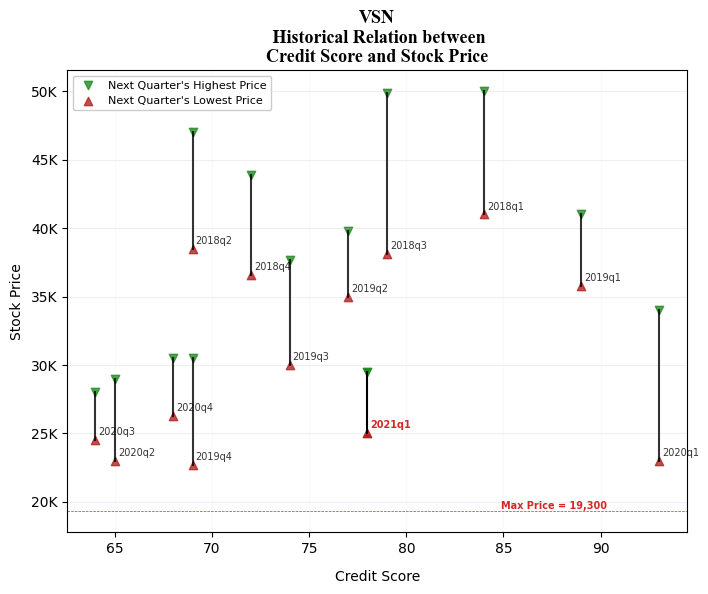 VSN
Historical Relation between
Credit Score and Stock Price
Next Quarter's Highest Price
Next Quarter's Lowest Price
50K
45K
40K
35K
30K
25K
20K
Stock Price
2018q1
2018q2
2018q3
2018q4
2019q1
2019q2
2019q3
2020q4
2021q1
2020q3
2020q2
2019q4
2020q1
Max Price = 19,300
65
70
75
80
85
90
Credit Score